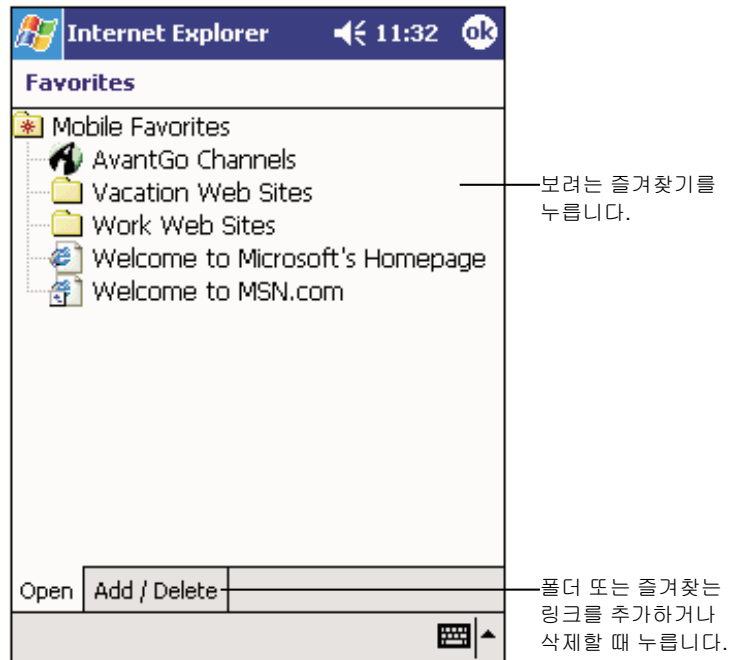 Internet Explorer 11:32 ok
Favorites
Mobile Favorites
AvantGo Channels
Vacation Web Sites
Work Web Sites
Welcome to Microsoft's Homepage
Welcome to MSN.com
보려는 즐겨찾기를
누릅니다.
Open Add / Delete
폴더 또는 즐겨찾는
링크를 추가하거나
삭제할 때 누릅니다.